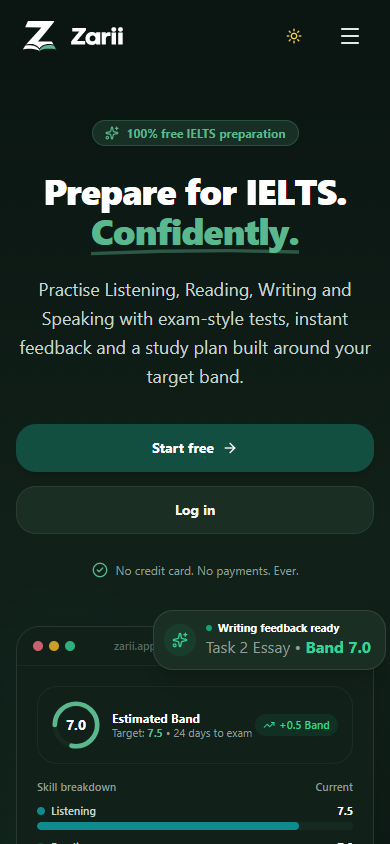 Zarii
100% free IELTS preparation
Prepare for IELTS.
Confidently.
Practise Listening, Reading, Writing and
Speaking with exam-style tests, instant
feedback and a study plan built around your
target band.
Start free →
Log in
No credit card. No payments. Ever.
Writing feedback ready
Task 2 Essay • Band 7.0
zarii.app
7.0
Estimated Band
Target: 7.5 • 24 days to exam
+0.5 Band
Skill breakdown
Current
Listening
7.5